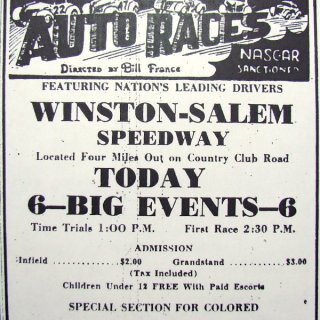 AUTO RACES
NASCAR
SANCTIONED
DIRECTED BY Bill France
FEATURING NATION'S LEADING DRIVERS
WINSTON-SALEM
SPEEDWAY
Located Four Miles Out on Country Club Road
TODAY
6—BIG EVENTS—6
Time Trials 1:00 P.M. First Race 2:30 P.M.
ADMISSION
Infield $2.00 Grandstand $3.00
(Tax Included)
Children Under 12 FREE With Paid Escorts
SPECIAL SECTION FOR COLORED